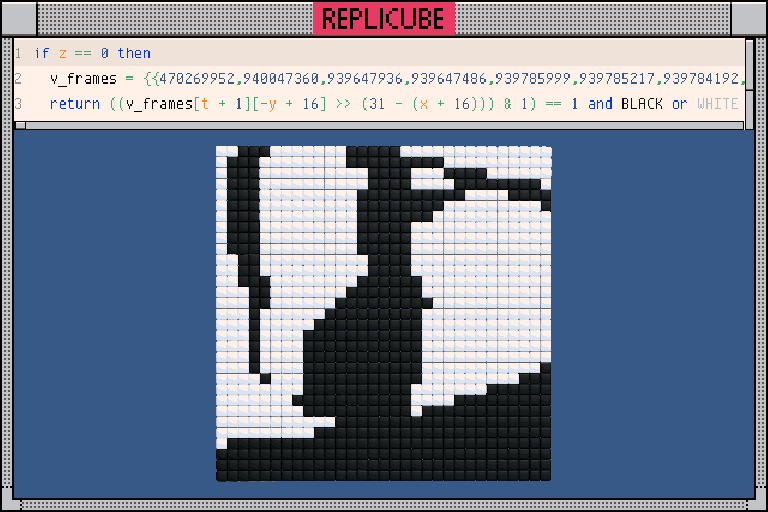 REPLICUBE
1 if z == 0 then
2 v_frames = {{470269952,940047360,939647936,939647486,939785999,939785217,939784192,
3 return ((v_frames[t + 1][-y + 16] >> (31 - (x + 16))) & 1) == 1 and BLACK or WHITE